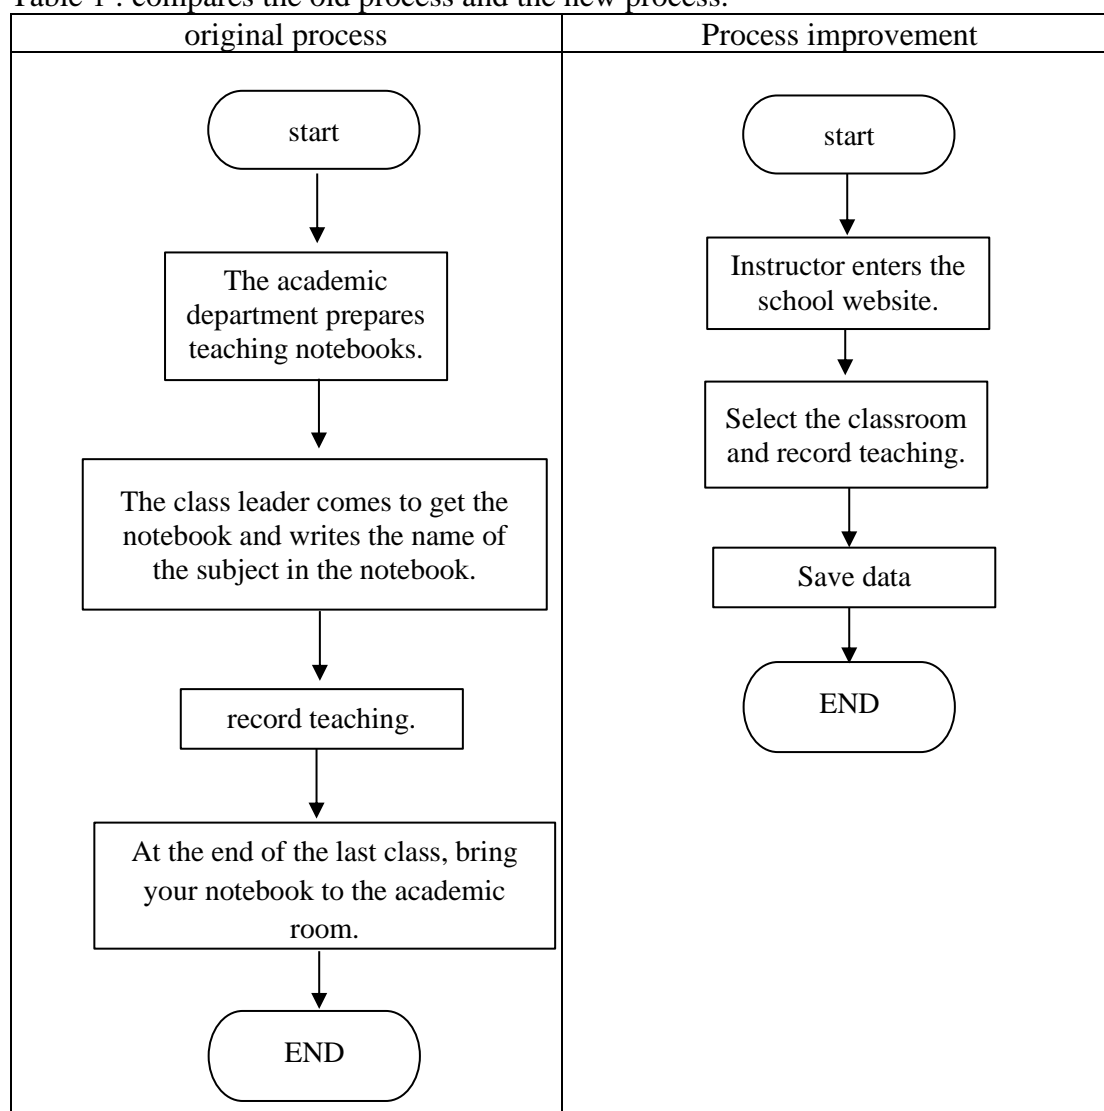 Table 1 : compares the old process and the new process.
original process
Process improvement
start
The academic
department prepares
teaching notebooks.
The class leader comes to get the
notebook and writes the name of
the subject in the notebook.
record teaching.
At the end of the last class, bring
your notebook to the academic
room.
END
start
Instructor enters the
school website.
Select the classroom
and record teaching.
Save data
END